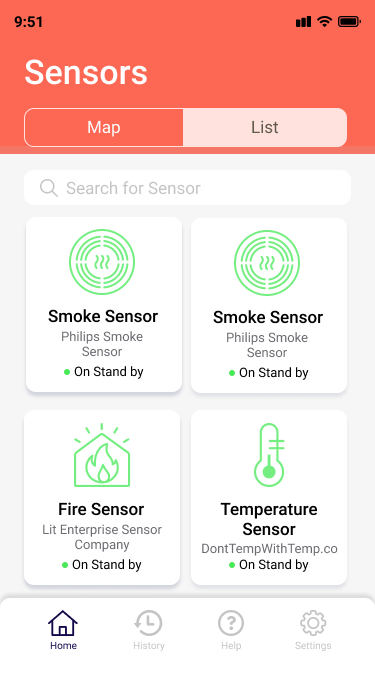 9:51
Sensors
Map
List
Search for Sensor
Smoke Sensor
Philips Smoke
Sensor
On Stand by
Smoke Sensor
Philips Smoke
Sensor
On Stand by
Fire Sensor
Lit Enterprise Sensor
Company
On Stand by
Temperature
Sensor
DontTempWithTemp.co
On Stand by
Home
History
Help
Settings